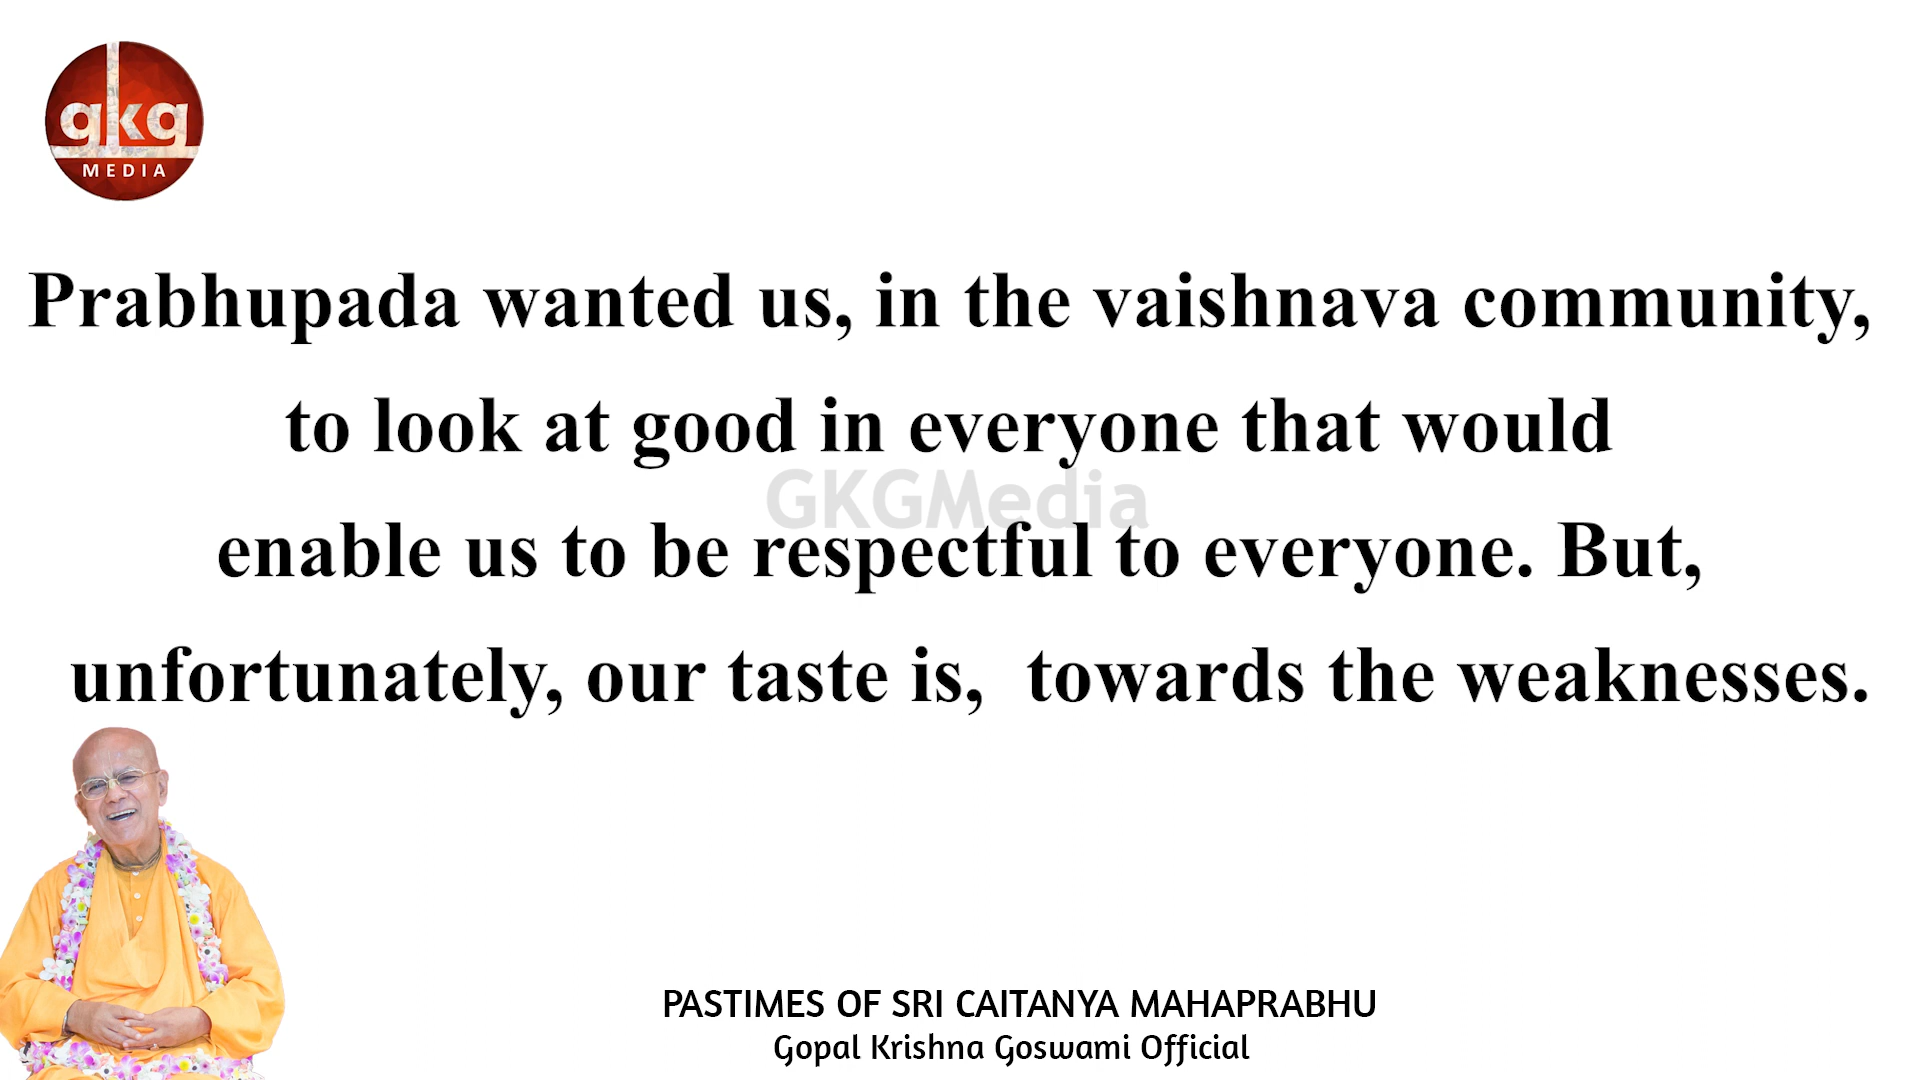 gkg
MEDIA
Prabhupada wanted us, in the vaishnava community,
to look at good in everyone that would
GKGMedia
enable us to be respectful to everyone. But,
unfortunately, our taste is,  towards the weaknesses.
PASTIMES OF SRI CAITANYA MAHAPRABHU
Gopal Krishna Goswami Official